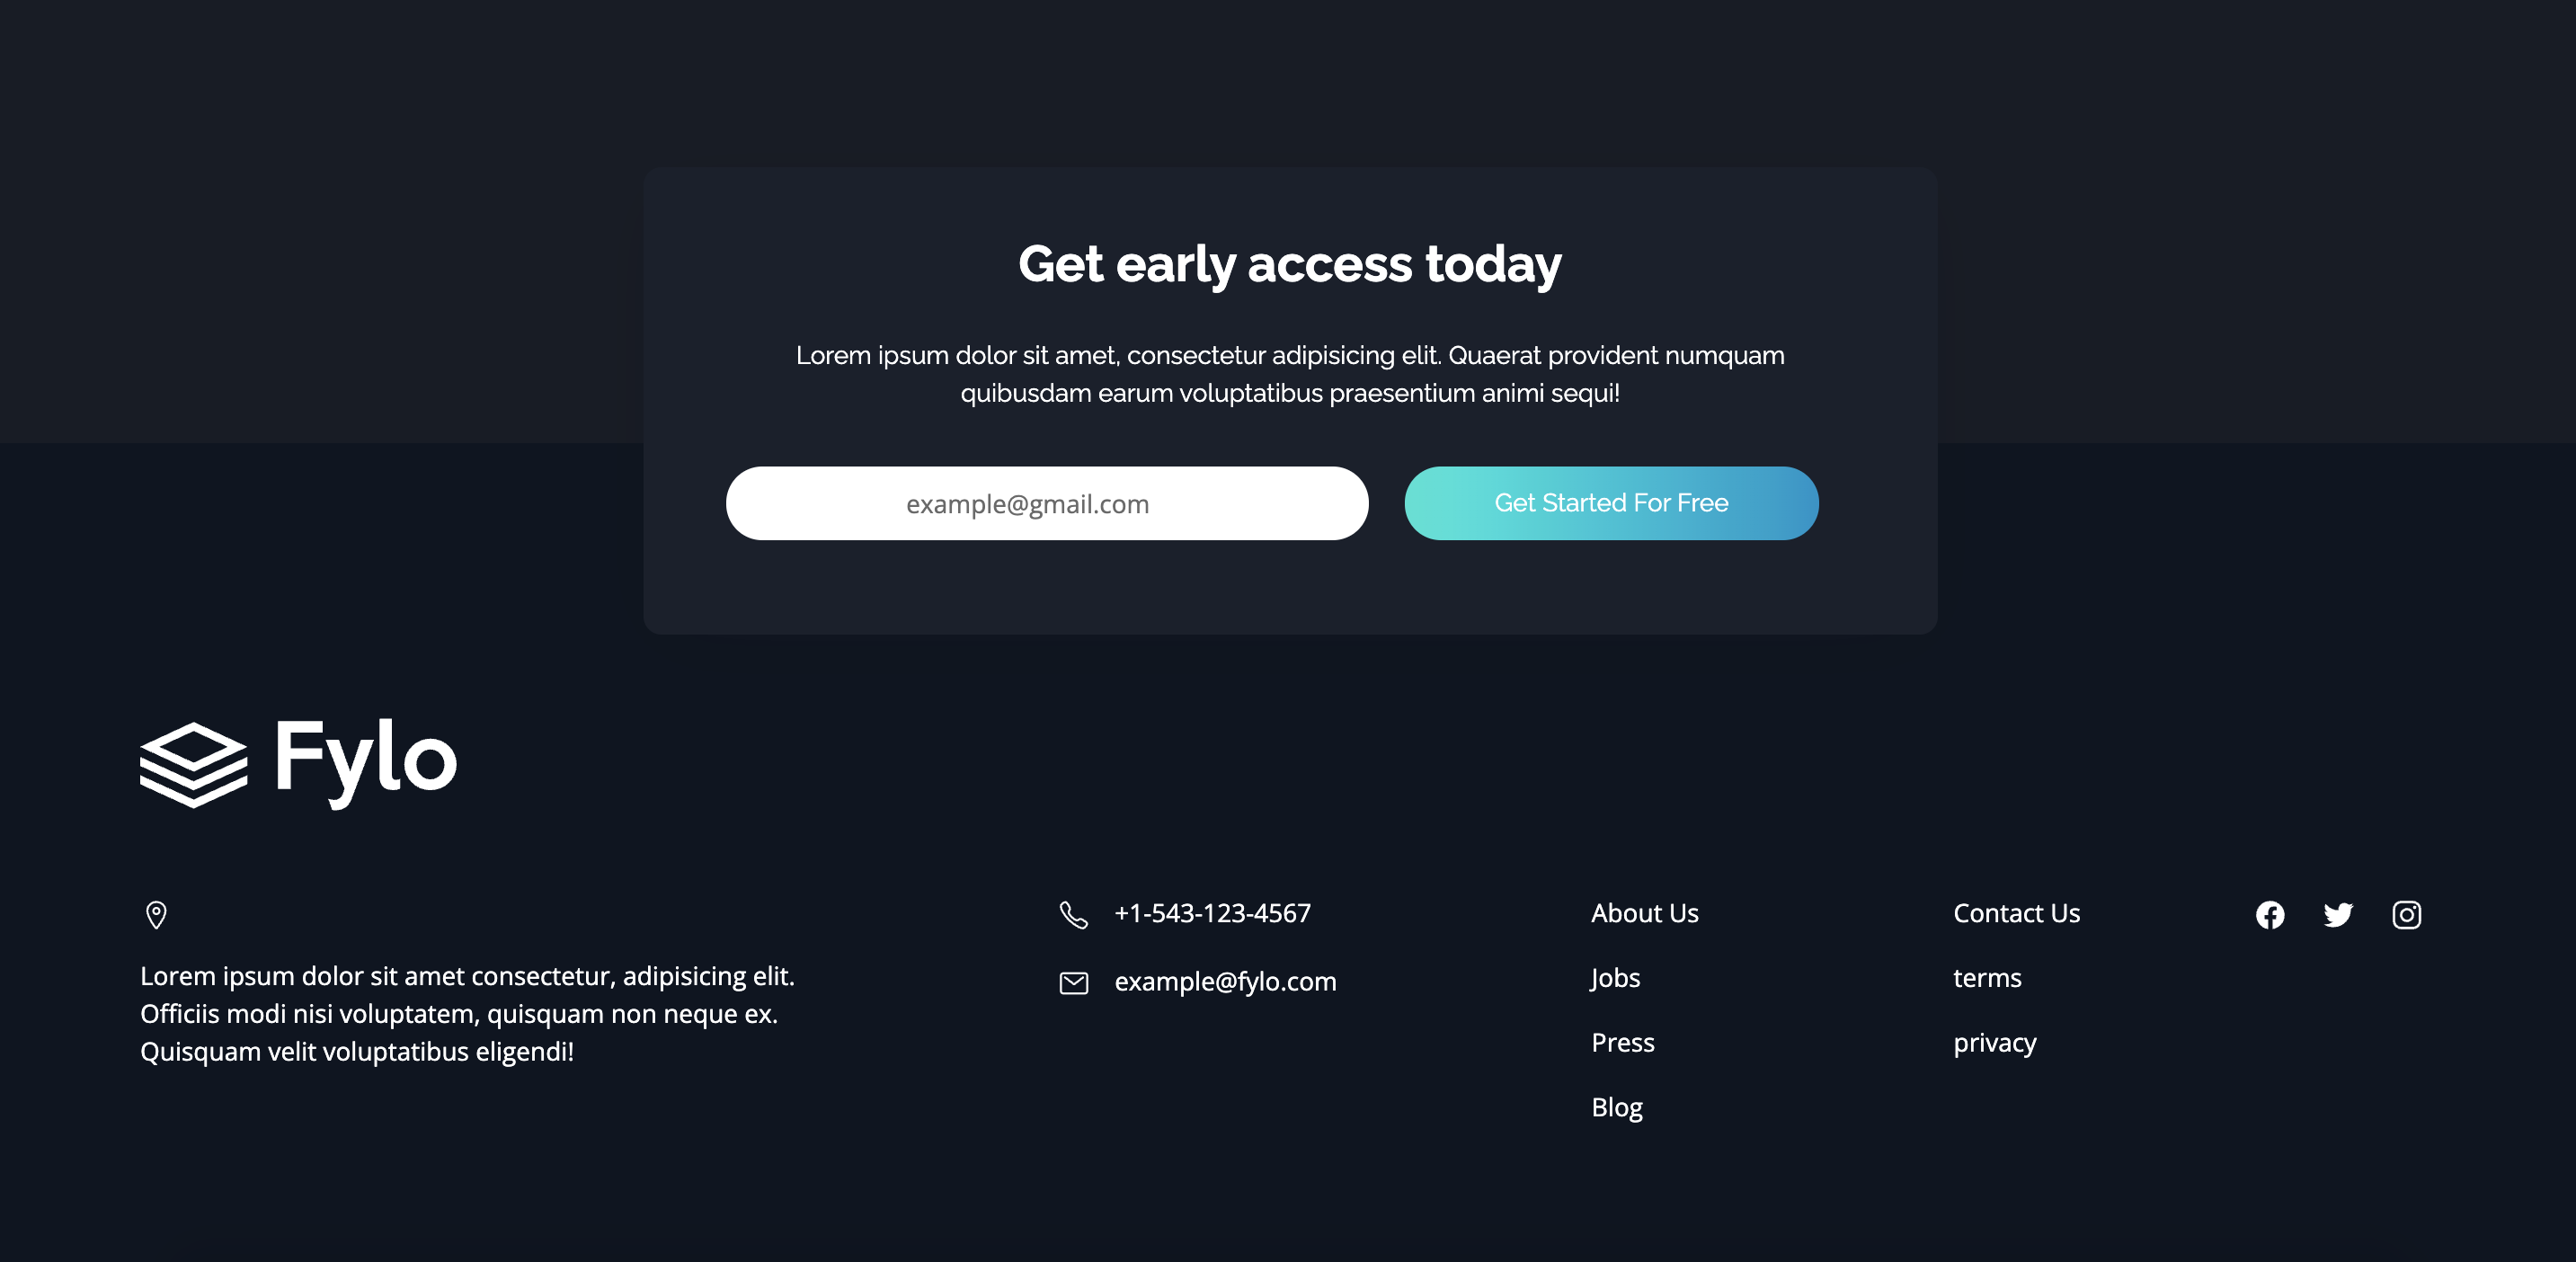 Get early access today
Lorem ipsum dolor sit amet, consectetur adipisicing elit. Quaerat provident numquam
quibusdam earum voluptatibus praesentium animi sequi!
example@gmail.com
Get Started For Free
Fylo
Lorem ipsum dolor sit amet consectetur, adipisicing elit.
Officiis modi nisi voluptatem, quisquam non neque ex.
Quisquam velit voluptatibus eligendi!
+1-543-123-4567
example@fylo.com
About Us
Jobs
Press
Blog
Contact Us
terms
privacy